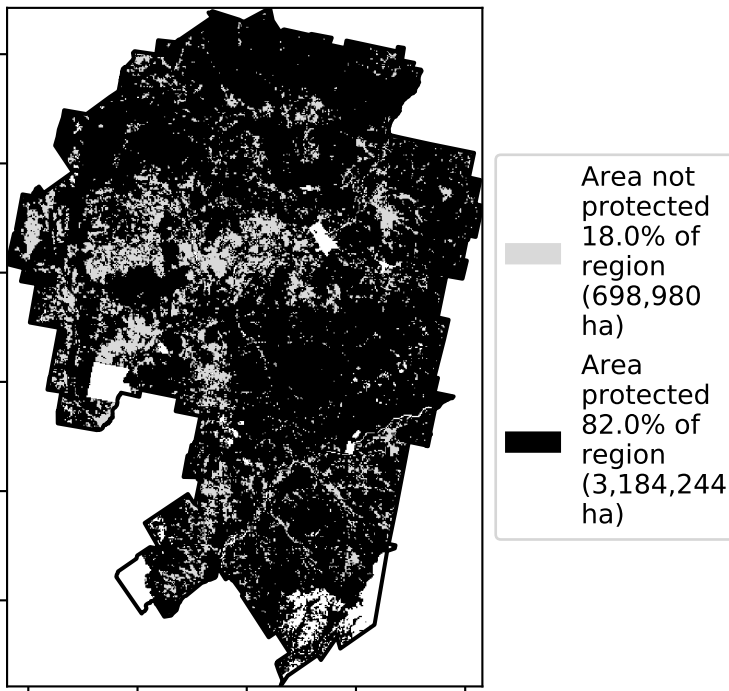 Area not
protected
18.0% of
region
(698,980
ha)
Area
protected
82.0% of
region
(3,184,244
ha)